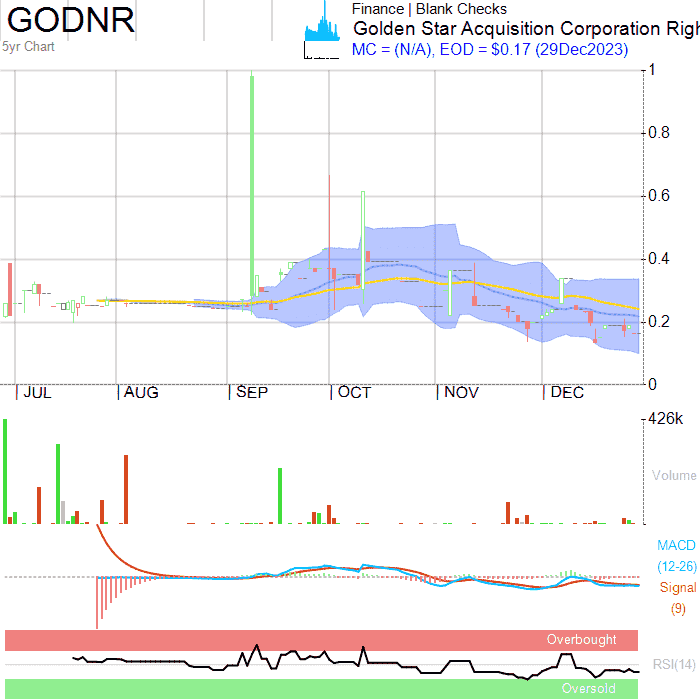 GODNR
5yr Chart
Finance | Blank Checks
Golden Star Acquisition Corporation Righ
MC = (N/A), EOD = $0.17 (29Dec2023)
1
0.8
0.6
0.4
0.2
0
JUL AUG SEP OCT NOV DEC
426k
Volume
MACD
(12-26)
Signal
(9)
Overbought
RSI(14)
Oversold